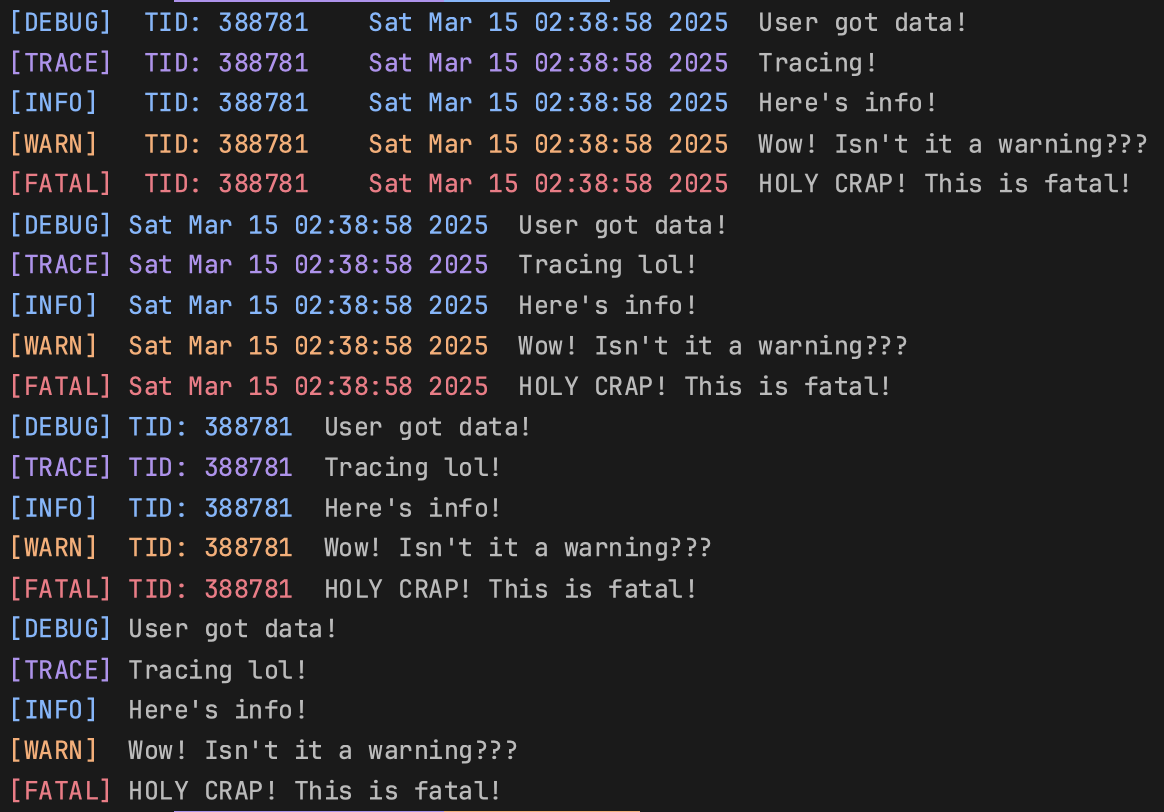 [DEBUG]  TID: 388781    Sat Mar 15 02:38:58 2025  User got data!
[TRACE]  TID: 388781    Sat Mar 15 02:38:58 2025  Tracing!
[INFO]   TID: 388781    Sat Mar 15 02:38:58 2025  Here's info!
[WARN]   TID: 388781    Sat Mar 15 02:38:58 2025  Wow! Isn't it a warning???
[FATAL]  TID: 388781    Sat Mar 15 02:38:58 2025  HOLY CRAP! This is fatal!
[DEBUG] Sat Mar 15 02:38:58 2025  User got data!
[TRACE] Sat Mar 15 02:38:58 2025  Tracing lol!
[INFO]  Sat Mar 15 02:38:58 2025  Here's info!
[WARN]  Sat Mar 15 02:38:58 2025  Wow! Isn't it a warning???
[FATAL] Sat Mar 15 02:38:58 2025  HOLY CRAP! This is fatal!
[DEBUG] TID: 388781  User got data!
[TRACE] TID: 388781  Tracing lol!
[INFO]  TID: 388781  Here's info!
[WARN]  TID: 388781  Wow! Isn't it a warning???
[FATAL] TID: 388781  HOLY CRAP! This is fatal!
[DEBUG] User got data!
[TRACE] Tracing lol!
[INFO]  Here's info!
[WARN]  Wow! Isn't it a warning???
[FATAL] HOLY CRAP! This is fatal!